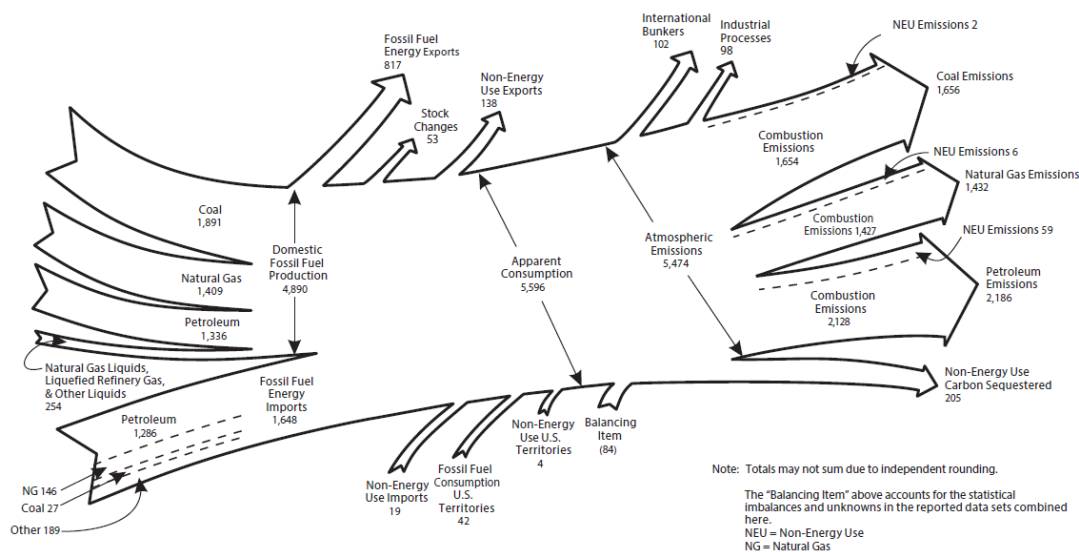 International
Bunkers
102
Industrial
Processes
98
NEU Emissions 2
Fossil Fuel
Energy Exports
817
Non-Energy
Use Exports
138
Stock
Changes
53
Coal Emissions
1,656
Combustion
Emissions
1,654
NEU Emissions 6
Natural Gas Emissions
1,432
Coal
1,891
Combustion
Emissions 1,427
NEU Emissions 59
Domestic
Fossil Fuel
Production
4,890
Apparent
Consumption
5,596
Atmospheric
Emissions
5,474
Natural Gas
1,409
Petroleum
Emissions
2,186
Combustion
Emissions
2,128
Petroleum
1,336
Natural Gas Liquids,
Liquefied Refinery Gas,
& Other Liquids
254
Fossil Fuel
Energy
Imports
1,648
Non-Energy Use
Carbon Sequestered
205
Petroleum
1,286
Non-Energy
Use U.S.
Territories
4
Balancing
Item
(84)
NG 146
Coal 27
Other 189
Non-Energy
Use Imports
19
Fossil Fuel
Consumption
U.S.
Territories
42
Note: Totals may not sum due to independent rounding.
The "Balancing Item" above accounts for the statistical
imbalances and unknowns in the reported data sets combined
here.
NEU = Non-Energy Use
NG = Natural Gas